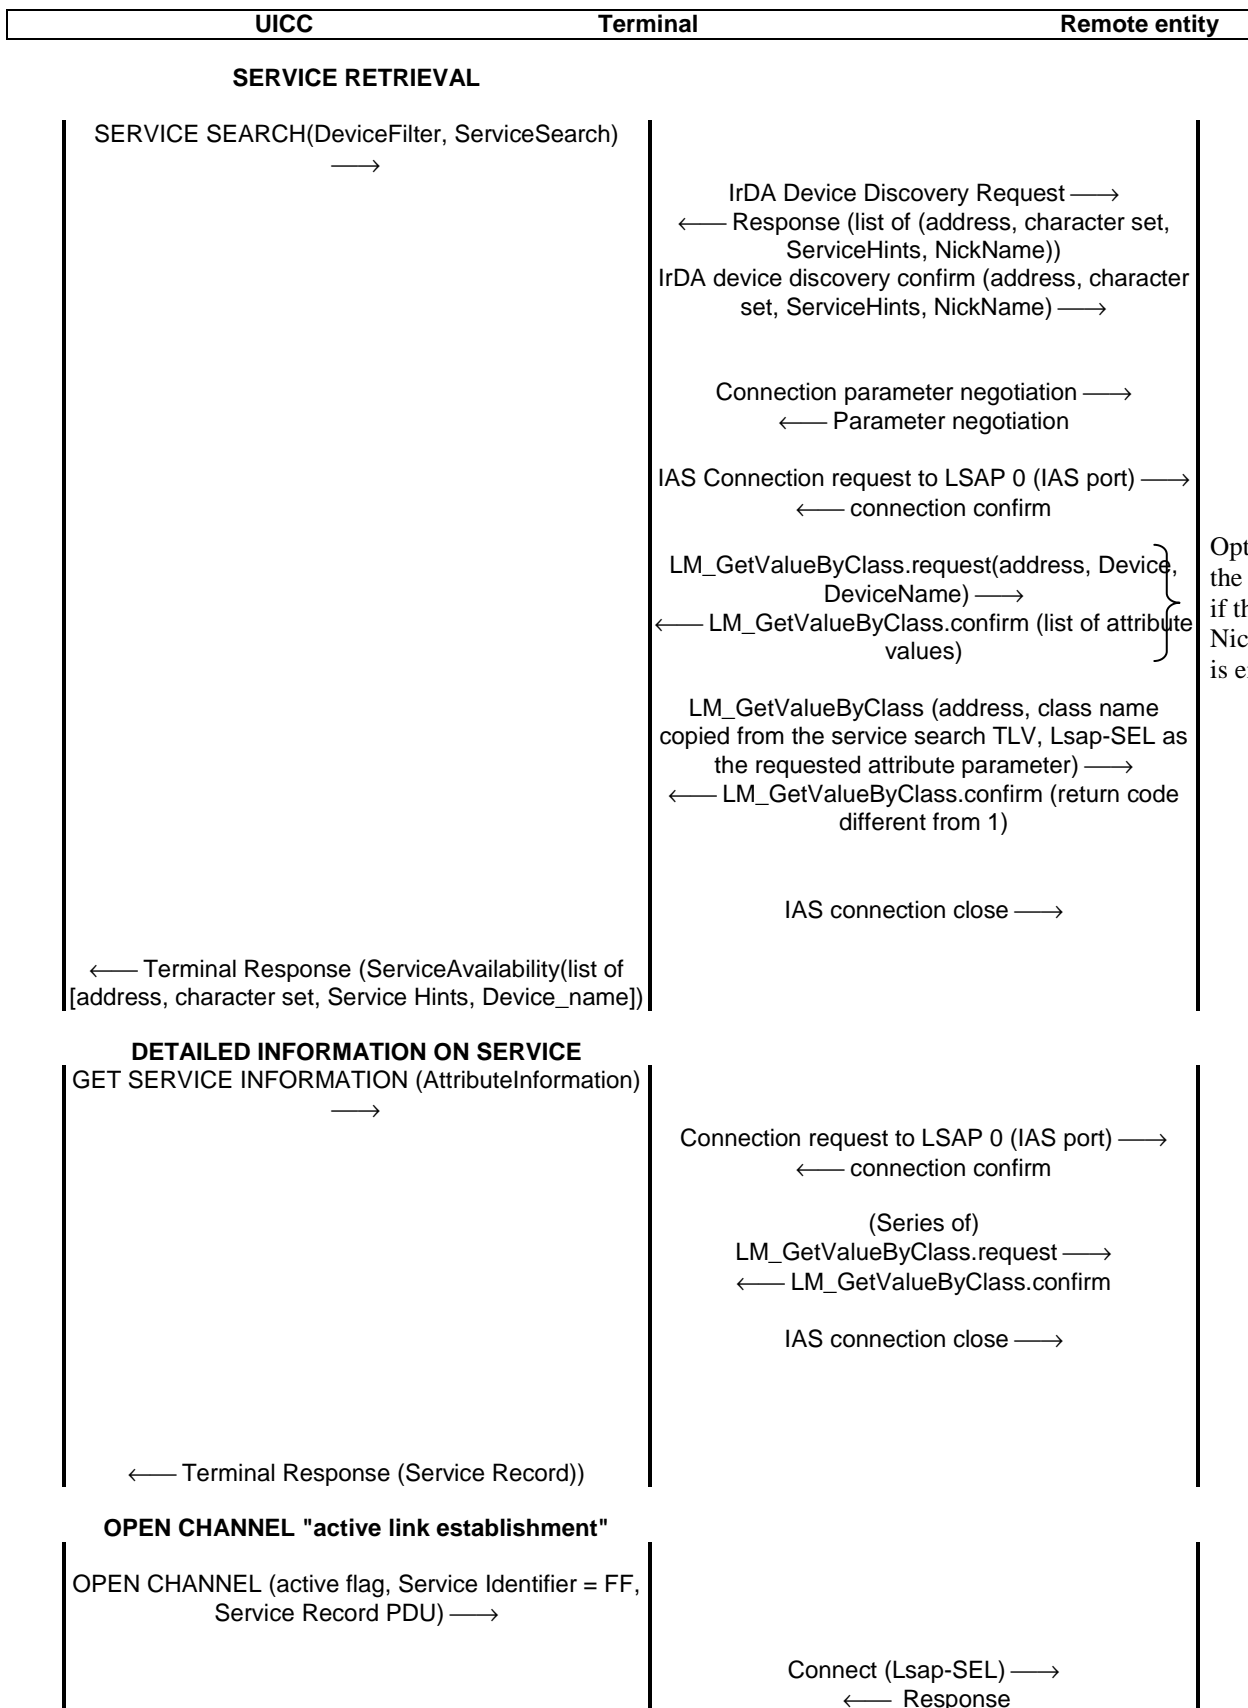 UICC Terminal Remote entity
SERVICE RETRIEVAL
SERVICE SEARCH(DeviceFilter, ServiceSearch)
⟶
IrDA Device Discovery Request ⟶
⟵ Response (list of (address, character set,
ServiceHints, NickName))
IrDA device discovery confirm (address, character
set, ServiceHints, NickName) ⟶
Connection parameter negotiation ⟶
⟵ Parameter negotiation
IAS Connection request to LSAP 0 (IAS port) ⟶
⟵ connection confirm
LM_GetValueByClass.request(address, Device,
DeviceName) ⟶
⟵ LM_GetValueByClass.confirm (list of attribute
values)
the
LM_GetValueByClass (address, class name
copied from the service search TLV, Lsap-SEL as
the requested attribute parameter) ⟶
⟵ LM_GetValueByClass.confirm (return code
different from 1)
IAS connection close ⟶
⟵ Terminal Response (ServiceAvailability(list of
[address, character set, Service Hints, Device_name])
DETAILED INFORMATION ON SERVICE
GET SERVICE INFORMATION (AttributeInformation)
⟶
Connection request to LSAP 0 (IAS port) ⟶
⟵ connection confirm
(Series of)
LM_GetValueByClass.request ⟶
⟵ LM_GetValueByClass.confirm
IAS connection close ⟶
⟵ Terminal Response (Service Record))
OPEN CHANNEL "active link establishment"
OPEN CHANNEL (active flag, Service Identifier = FF,
Service Record PDU) ⟶
Connect (Lsap-SEL) ⟶
⟵ Response